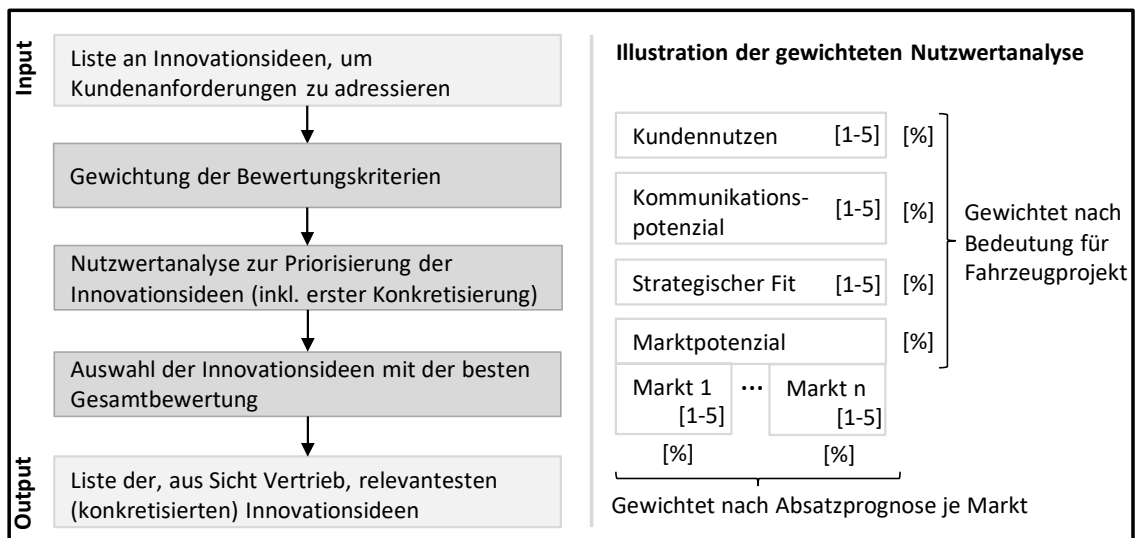 Input
Liste an Innovationsideen, um
Kundenanforderungen zu adressieren
Gewichtung der Bewertungskriterien
Nutzwertanalyse zur Priorisierung der
Innovationsideen (inkl. erster Konkretisierung)
Auswahl der Innovationsideen mit der besten
Gesamtbewertung
Output
Liste der, aus Sicht Vertrieb, relevantesten
(konkretisierten) Innovationsideen
Illustration der gewichteten Nutzwertanalyse
Kundennutzen [1-5] [%]
Kommunikations-
potenzial [1-5] [%]
Strategischer Fit [1-5] [%]
Marktpotenzial [%]
Gewichtet nach
Bedeutung für
Fahrzeugprojekt
Markt 1 ... Markt n
[1-5] [1-5]
[%] [%]
Gewichtet nach Absatzprognose je Markt